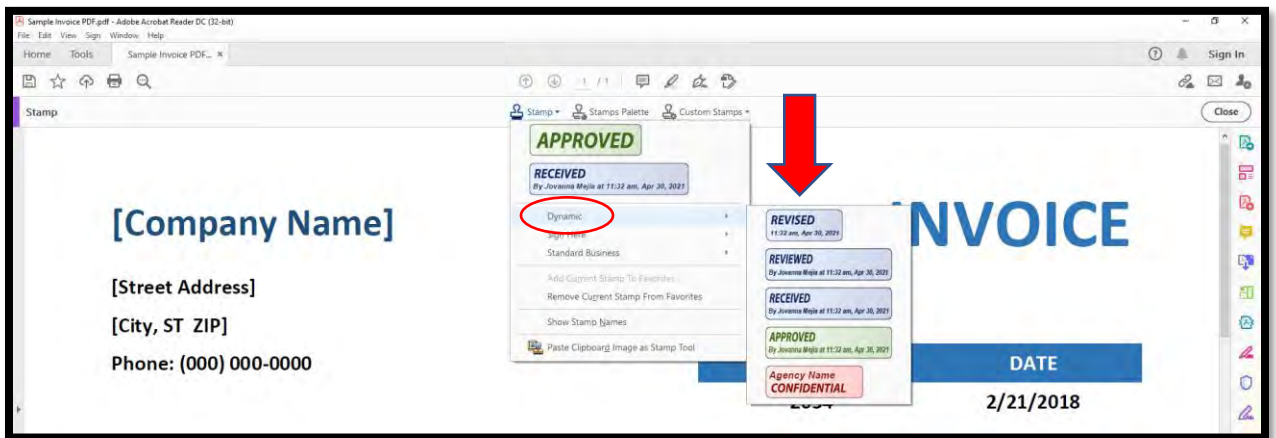 Sample Invoice PDF.pdf - Adobe Acrobat Reader DC (32-bit)
File Edit View Sign Window Help
Home Tools Sample Invoice PDF... × Sign In
1 / 1
Stamp Stamp Stamps Palette Custom Stamps Close
APPROVED
RECEIVED
By Jovanna Mejia at 11:32 am, Apr 30, 2021
Dynamic
Sign Here
Standard Business
Add Current Stamp To Favorites
Remove Current Stamp From Favorites
Show Stamp Names
Paste Clipboard Image as Stamp Tool
REVISED
11:32 am, Apr 30, 2021
REVIEWED
By Jovanna Mejia at 11:32 am, Apr 30, 2021
RECEIVED
By Jovanna Mejia at 11:32 am, Apr 30, 2021
APPROVED
By Jovanna Mejia at 11:32 am, Apr 30, 2021
Agency Name
CONFIDENTIAL
[Company Name]
NVOICE
[Street Address]
[City, ST ZIP]
Phone: (000) 000-0000
DATE
2/21/2018